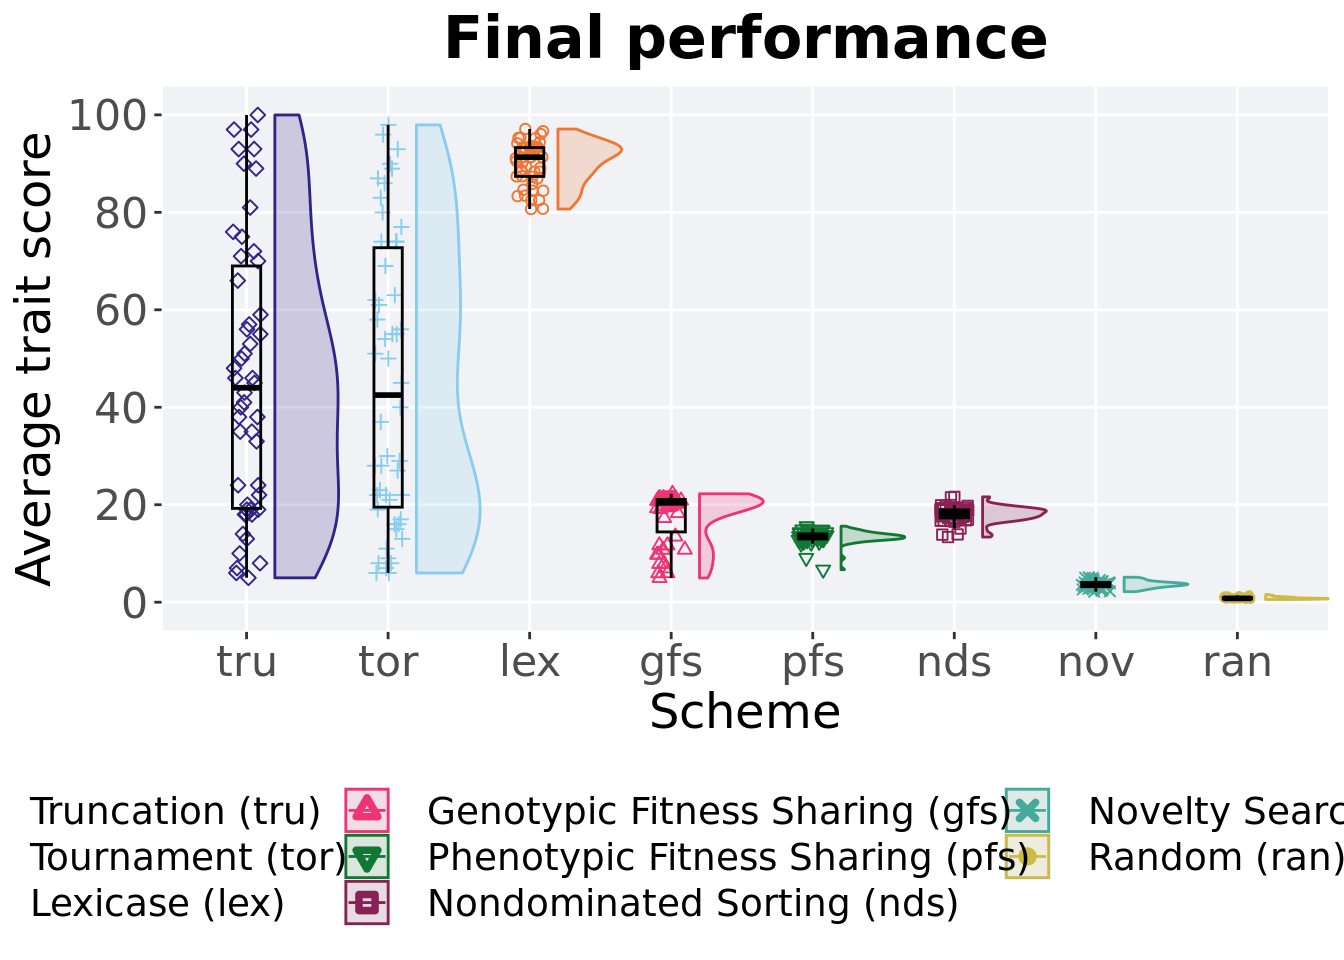 Final performance
Average trait score
100
80
60
40
20
0
tru tor lex gfs pfs nds nov ran
Scheme
Truncation (tru) Genotypic Fitness Sharing (gfs) Novelty Searc
Tournament (tor) Phenotypic Fitness Sharing (pfs) Random (ran)
Lexicase (lex) Nondominated Sorting (nds)